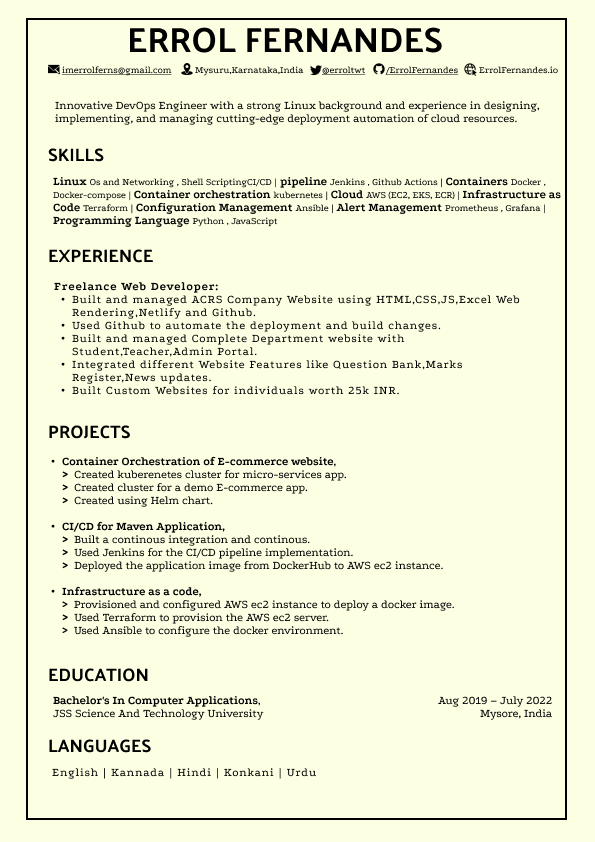 ERROL FERNANDES
imerrolferns@gmail.com Mysuru,Karnataka,India @erroltwt /ErrolFernandes ErrolFernandes.io
Innovative DevOps Engineer with a strong Linux background and experience in designing,
implementing, and managing cutting-edge deployment automation of cloud resources.
SKILLS
Linux Os and Networking , Shell ScriptingCI/CD | pipeline Jenkins , Github Actions | Containers Docker ,
Docker-compose | Container orchestration kubernetes | Cloud AWS (EC2, EKS, ECR) | Infrastructure as
Code Terraform | Configuration Management Ansible | Alert Management Prometheus , Grafana |
Programming Language Python , JavaScript
EXPERIENCE
Freelance Web Developer:
• Built and managed ACRS Company Website using HTML,CSS,JS,Excel Web
Rendering,Netlify and Github.
• Used Github to automate the deployment and build changes.
• Built and managed Complete Department website with
Student,Teacher,Admin Portal.
• Integrated different Website Features like Question Bank,Marks
Register,News updates.
• Built Custom Websites for individuals worth 25k INR.
PROJECTS
• Container Orchestration of E-commerce website,
> Created kuberenetes cluster for micro-services app.
> Created cluster for a demo E-commerce app.
> Created using Helm chart.
• CI/CD for Maven Application,
> Built a continous integration and continous.
> Used Jenkins for the CI/CD pipeline implementation.
> Deployed the application image from DockerHub to AWS ec2 instance.
• Infrastructure as a code,
> Provisioned and configured AWS ec2 instance to deploy a docker image.
> Used Terraform to provision the AWS ec2 server.
> Used Ansible to configure the docker environment.
EDUCATION
Bachelor's In Computer Applications, Aug 2019 – July 2022
JSS Science And Technology University Mysore, India
LANGUAGES
English | Kannada | Hindi | Konkani | Urdu